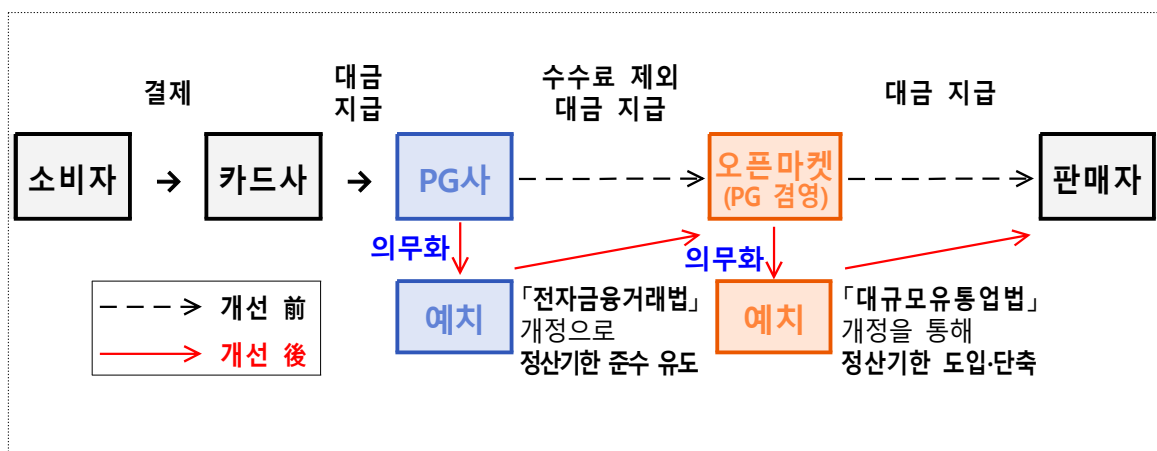 결제
대금
지급
수수료 제외
대금 지급
대금 지급
소비자
→
카드사
→
PG사
오픈마켓
(PG 겸영)
판매자
의무화
의무화
예치
「전자금융거래법」
개정으로
정산기한 준수 유도
예치
「대규모유통업법」
개정을 통해
정산기한 도입·단축
개선 前
개선 後